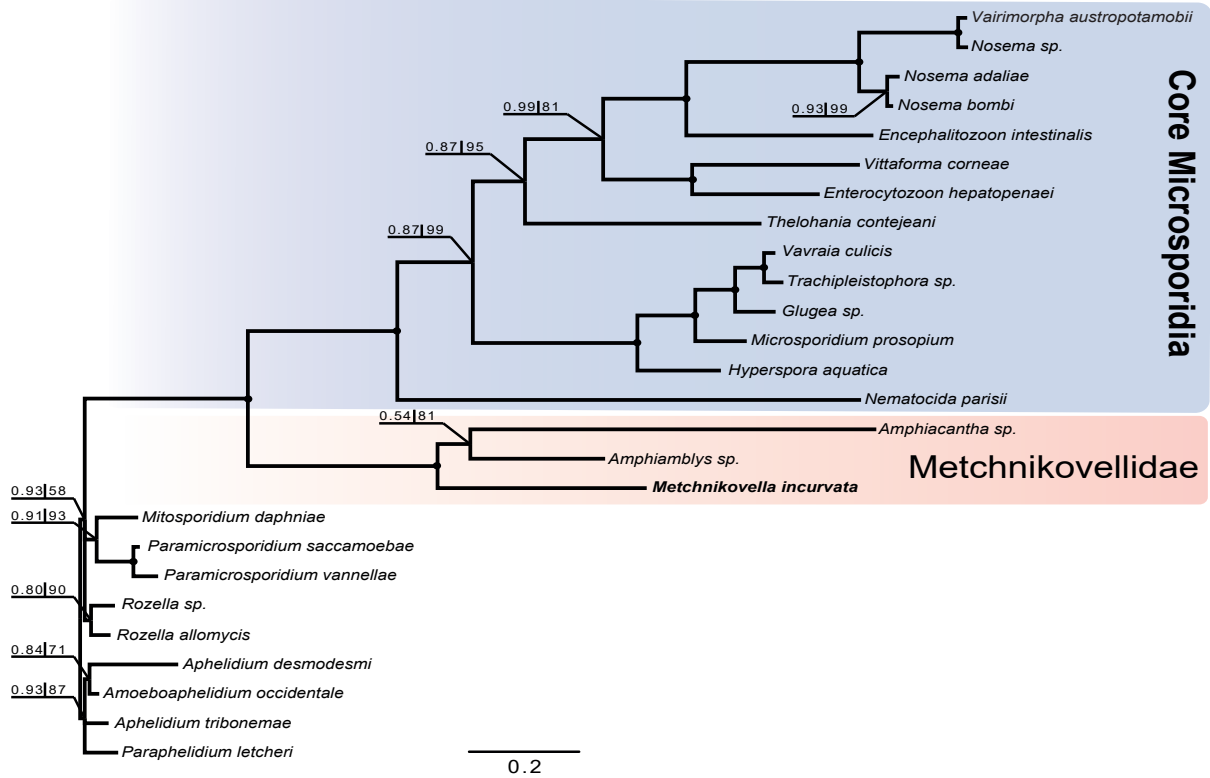 Vairimorpha austropotamobii
Nosema sp.
Nosema adaliae
0.93|99
Nosema bombi
0.99|81
Encephalitozoon intestinalis
0.87|95
Vittaforma corneae
Enterocytozoon hepatopenaei
Thelohania contejeani
0.87|99
Vavraia culicis
Trachipleistophora sp.
Glugea sp.
Microsporidium prosopium
Hyperspora aquatica
Nematocida parisii
Core Microsporidia
0.54|81
Amphiacantha sp.
Amphiamblys sp.
Metchnikovella incurvata
Metchnikovellidae
0.93|58
0.91|93
Mitosporidium daphniae
Paramicrosporidium saccamoebae
Paramicrosporidium vannellae
0.80|90
Rozella sp.
Rozella allomycis
0.84|71
Aphelidium desmodesmi
0.93|87
Amoeboaphelidium occidentale
Aphelidium tribonemae
Paraphelidium letcheri
0.2